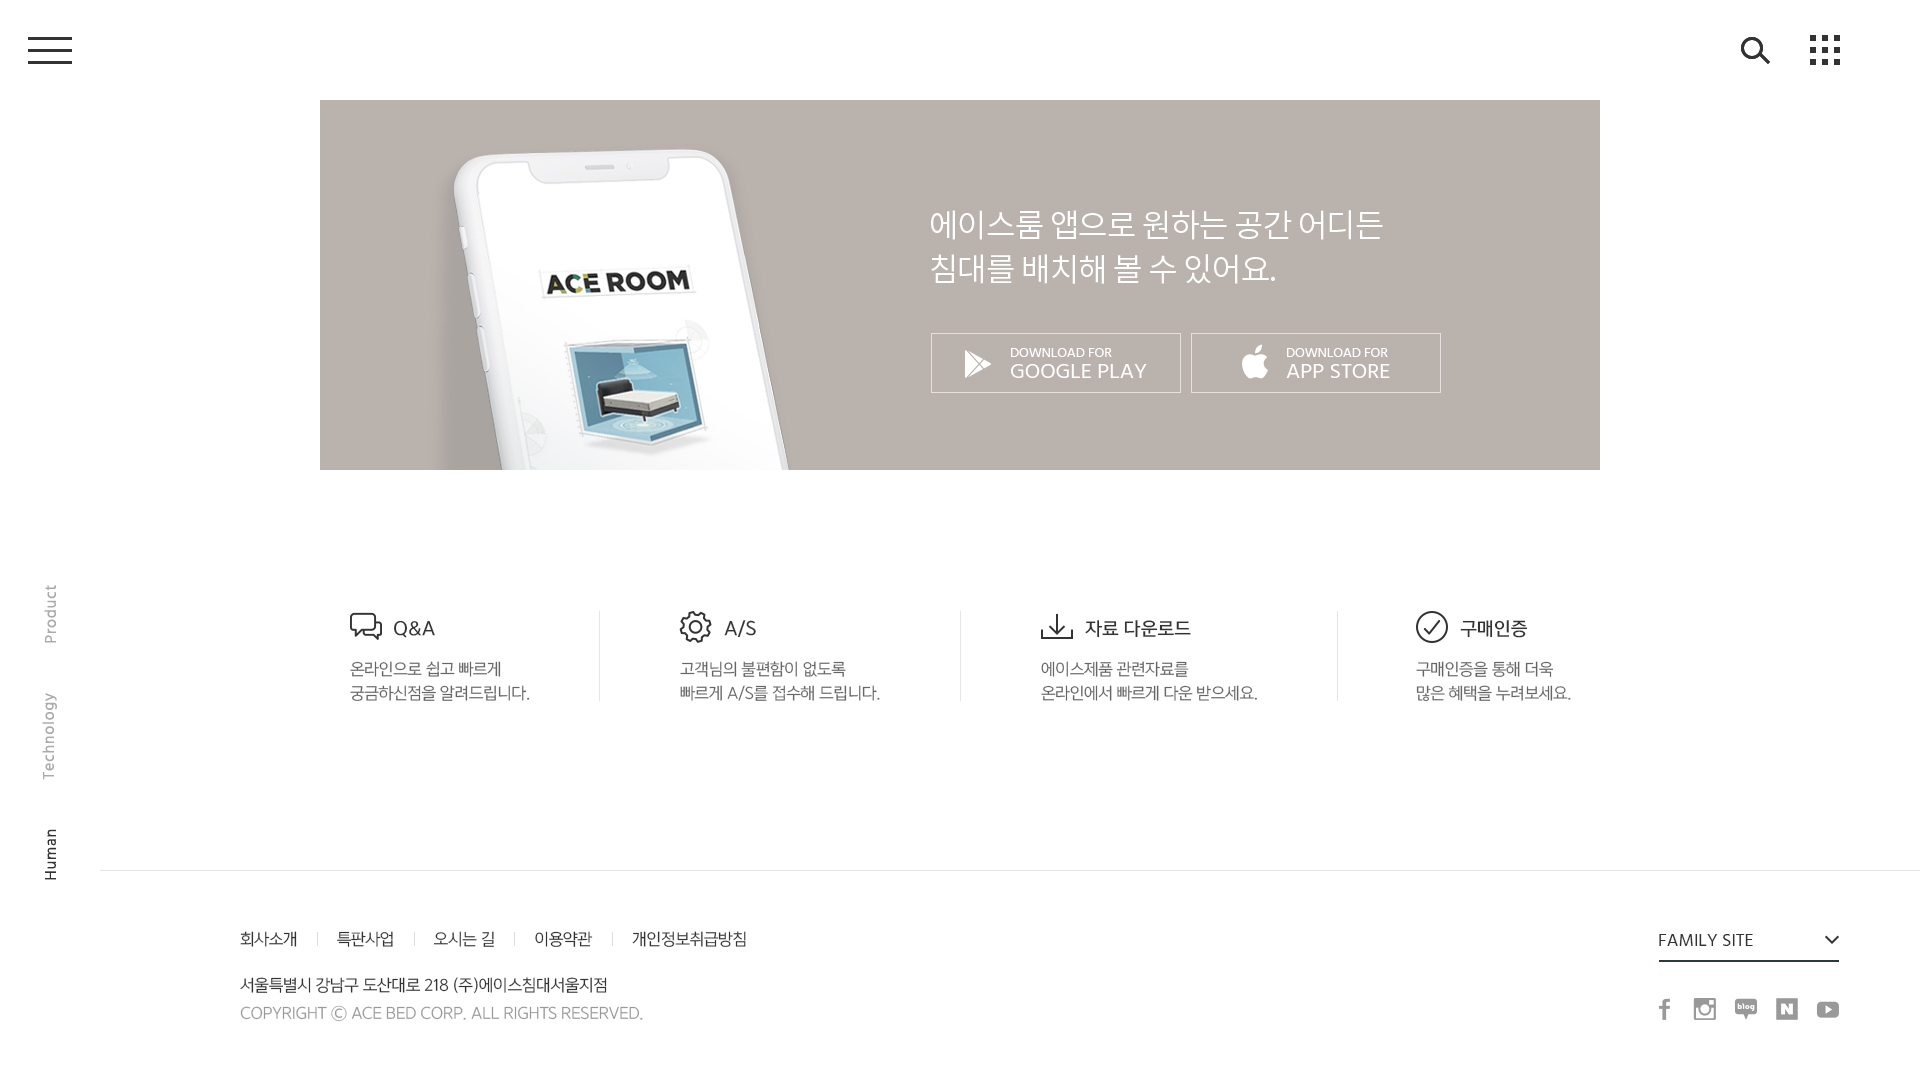 ACE ROOM
에이스룸 앱으로 원하는 공간 어디든
침대를 배치해 볼 수 있어요.
DOWNLOAD FOR
GOOGLE PLAY
DOWNLOAD FOR
APP STORE
Product
Technology
Human
Q&A
온라인으로 쉽고 빠르게
궁금하신점을 알려드립니다.
A/S
고객님의 불편함이 없도록
빠르게 A/S를 접수해 드립니다.
자료 다운로드
에이스제품 관련자료를
온라인에서 빠르게 다운 받으세요.
구매인증
구매인증을 통해 더욱
많은 혜택을 누려보세요.
회사소개 특판사업 오시는 길 이용약관 개인정보취급방침
서울특별시 강남구 도산대로 218 (주)에이스침대서울지점
COPYRIGHT ⓒ ACE BED CORP. ALL RIGHTS RESERVED.
FAMILY SITE
blog
N